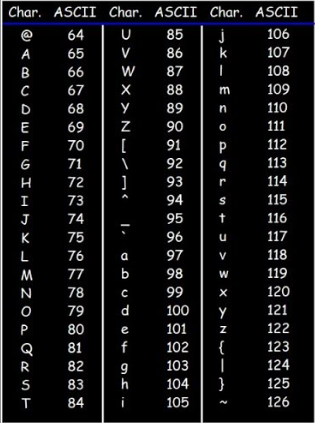 Char. ASCII Char. ASCII Char. ASCII
@ 64 U 85 j 106
A 65 V 86 k 107
B 66 W 87 l 108
C 67 X 88 m 109
D 68 Y 89 n 110
E 69 Z 90 o 111
F 70 [ 91 p 112
G 71 \ 92 q 113
H 72 ] 93 r 114
I 73 ^ 94 s 115
J 74 _ 95 t 116
K 75 ` 96 u 117
L 76 a 97 v 118
M 77 b 98 w 119
N 78 c 99 x 120
O 79 d 100 y 121
P 80 e 101 z 122
Q 81 f 102 { 123
R 82 g 103 | 124
S 83 h 104 } 125
T 84 i 105 ~ 126